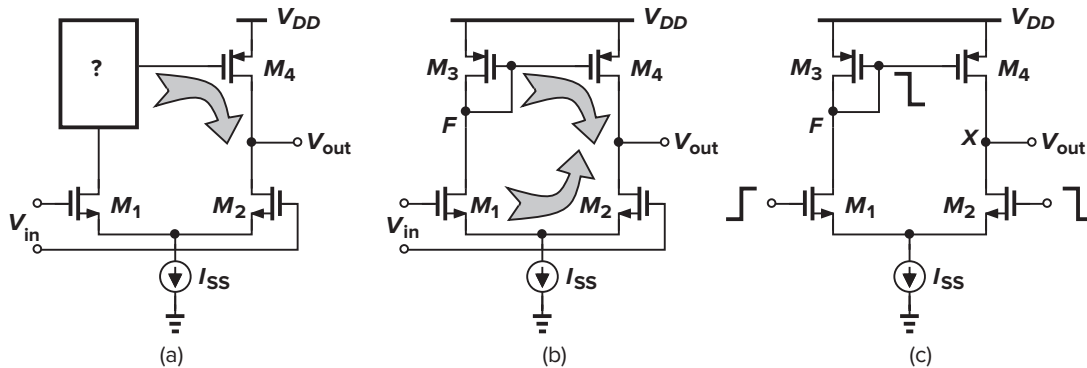 V_DD
?
M_4
V_out
M_1
M_2
V_in
I_SS
(a)
V_DD
M_3
M_4
F
V_out
M_1
M_2
V_in
I_SS
(b)
V_DD
M_3
M_4
F
X
V_out
M_1
M_2
I_SS
(c)